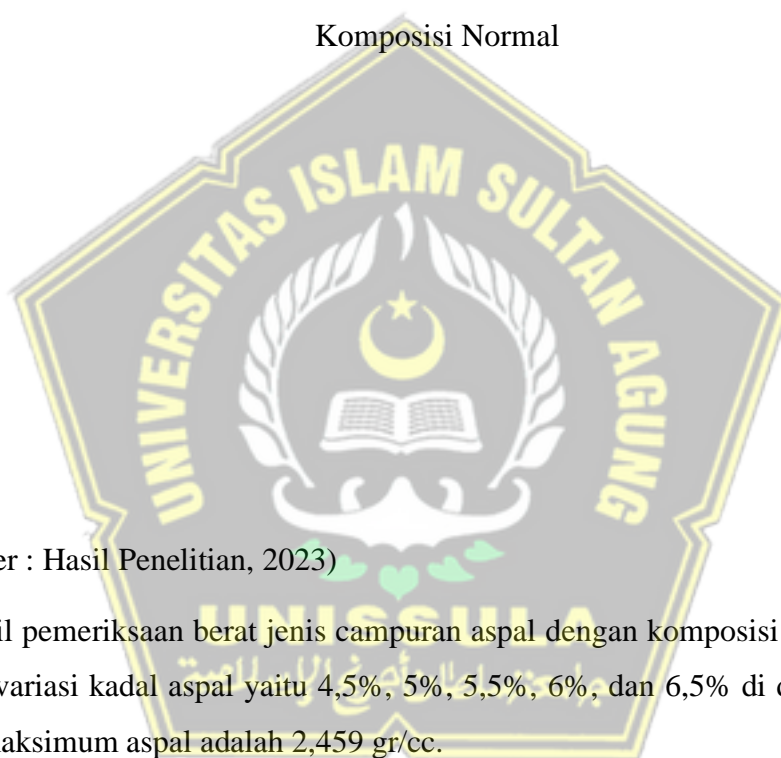 Komposisi Normal
UNIVERSITAS ISLAM SULTAN AGUNG
er : Hasil Penelitian, 2023)
il pemeriksaan berat jenis campuran aspal dengan komposisi
UNISSULA
variasi kadal aspal yaitu 4,5%, 5%, 5,5%, 6%, dan 6,5% di d
aksimum aspal adalah 2,459 gr/cc.